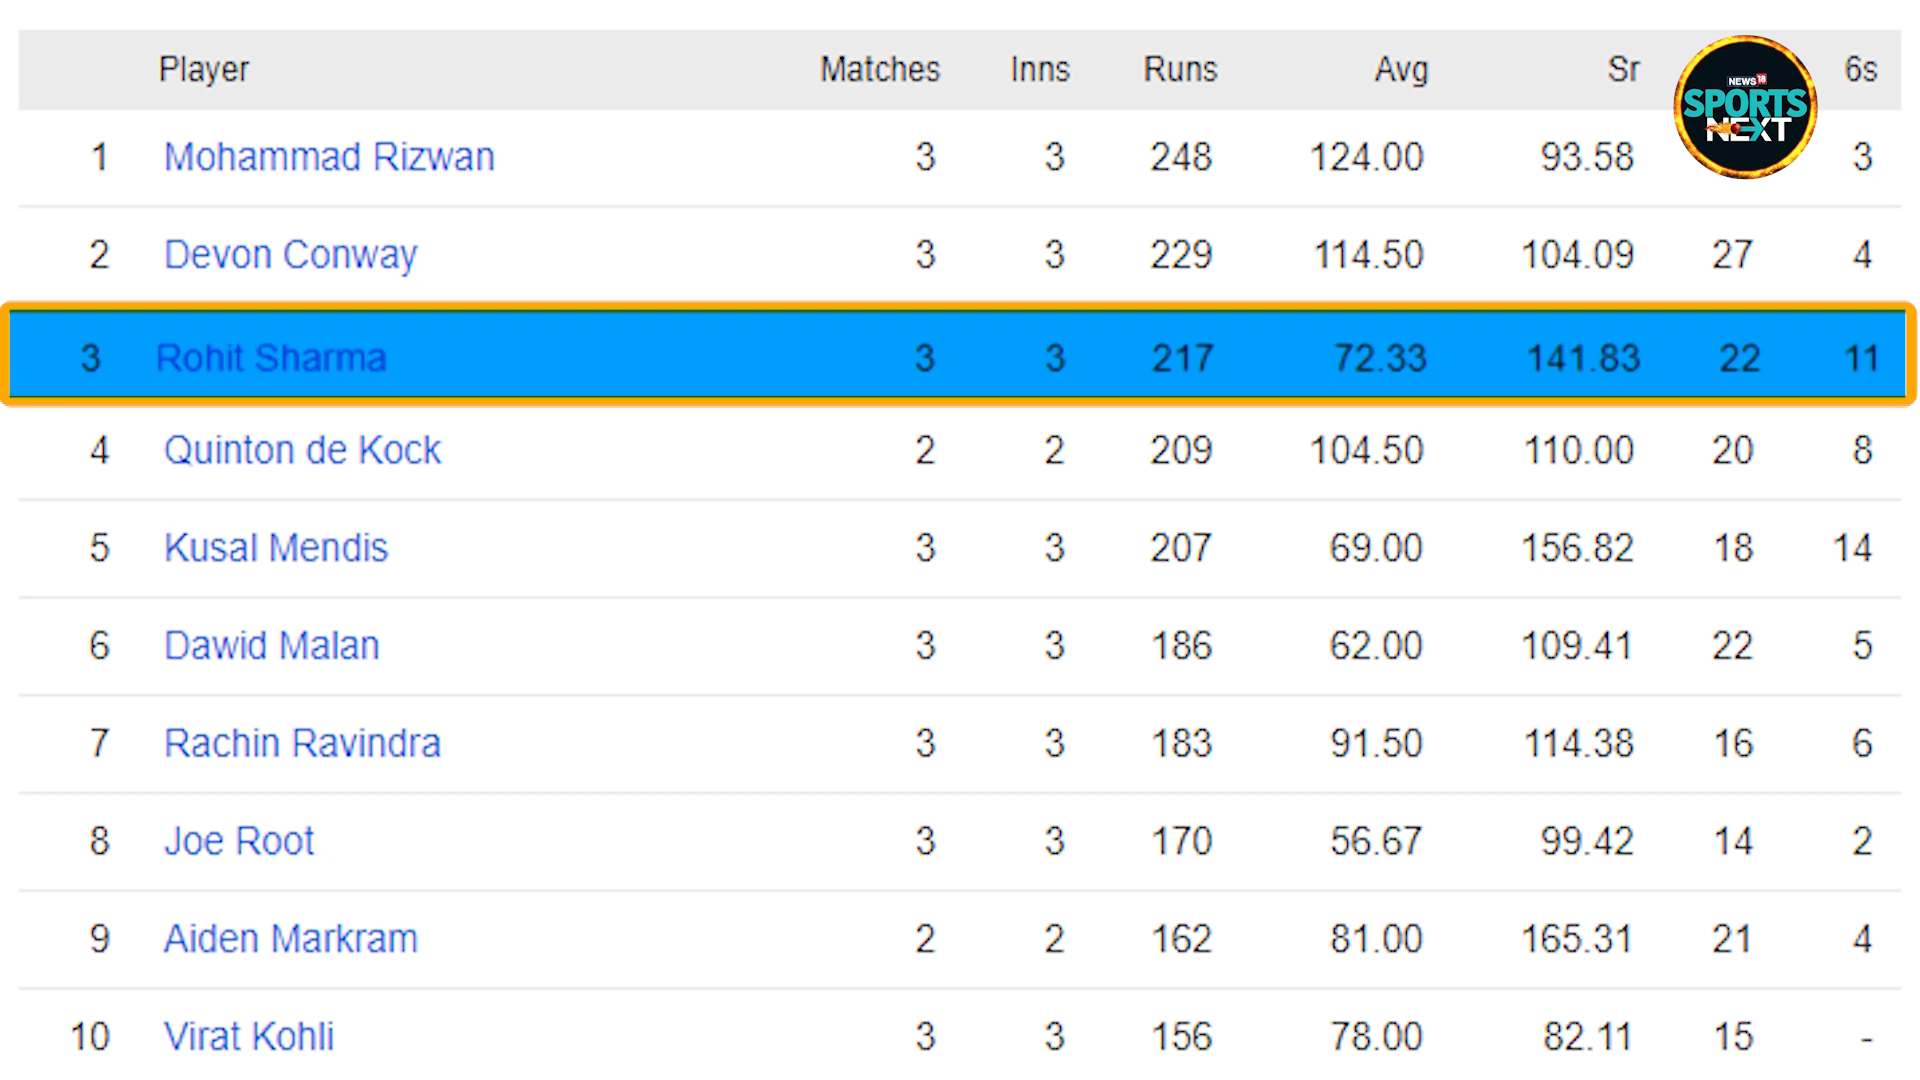 Player Matches Inns Runs Avg Sr 6s
NEWS18
SPORTS
NEXT
1 Mohammad Rizwan 3 3 248 124.00 93.58 3
2 Devon Conway 3 3 229 114.50 104.09 27 4
3 Rohit Sharma 3 3 217 72.33 141.83 22 11
4 Quinton de Kock 2 2 209 104.50 110.00 20 8
5 Kusal Mendis 3 3 207 69.00 156.82 18 14
6 Dawid Malan 3 3 186 62.00 109.41 22 5
7 Rachin Ravindra 3 3 183 91.50 114.38 16 6
8 Joe Root 3 3 170 56.67 99.42 14 2
9 Aiden Markram 2 2 162 81.00 165.31 21 4
10 Virat Kohli 3 3 156 78.00 82.11 15 -